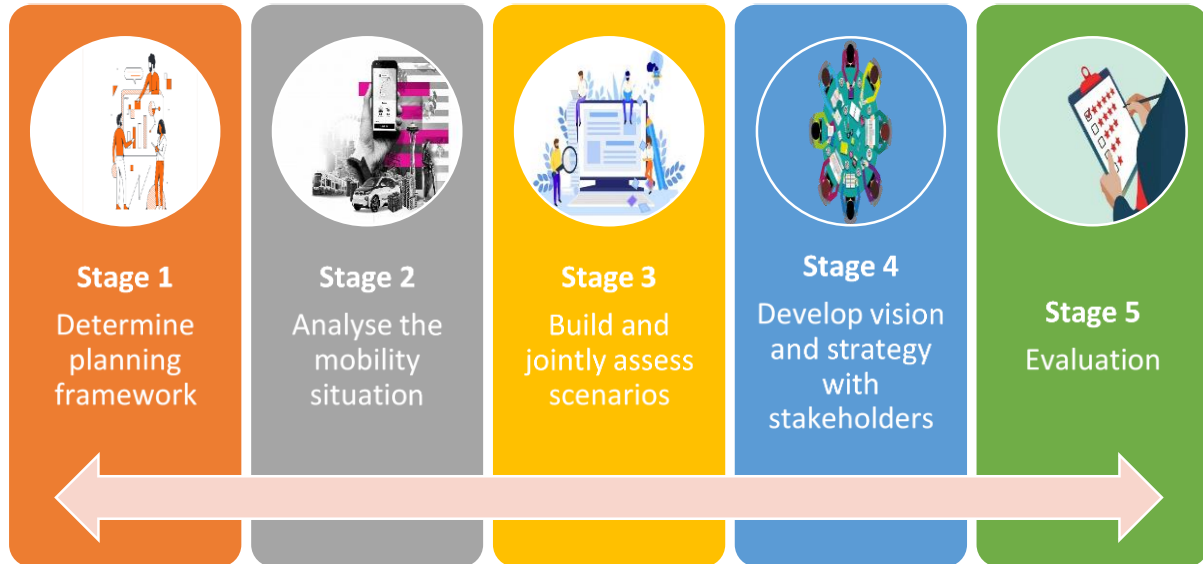 Stage 1
Determine
planning
framework
Stage 2
Analyse the
mobility
situation
Stage 3
Build and
jointly assess
scenarios
Stage 4
Develop vision
and strategy
with
stakeholders
Stage 5
Evaluation